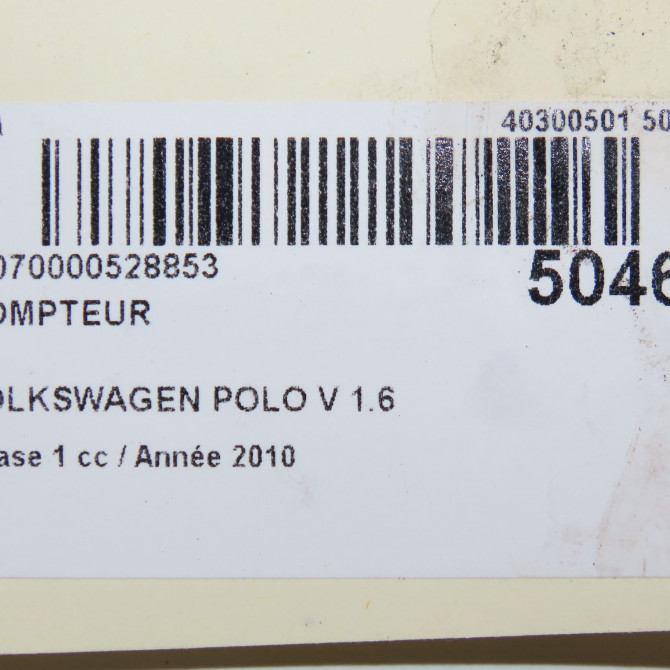 40300501 50
070000528853
5046
OMPTEUR
OLKSWAGEN POLO V 1.6
ase 1 cc / Année 2010